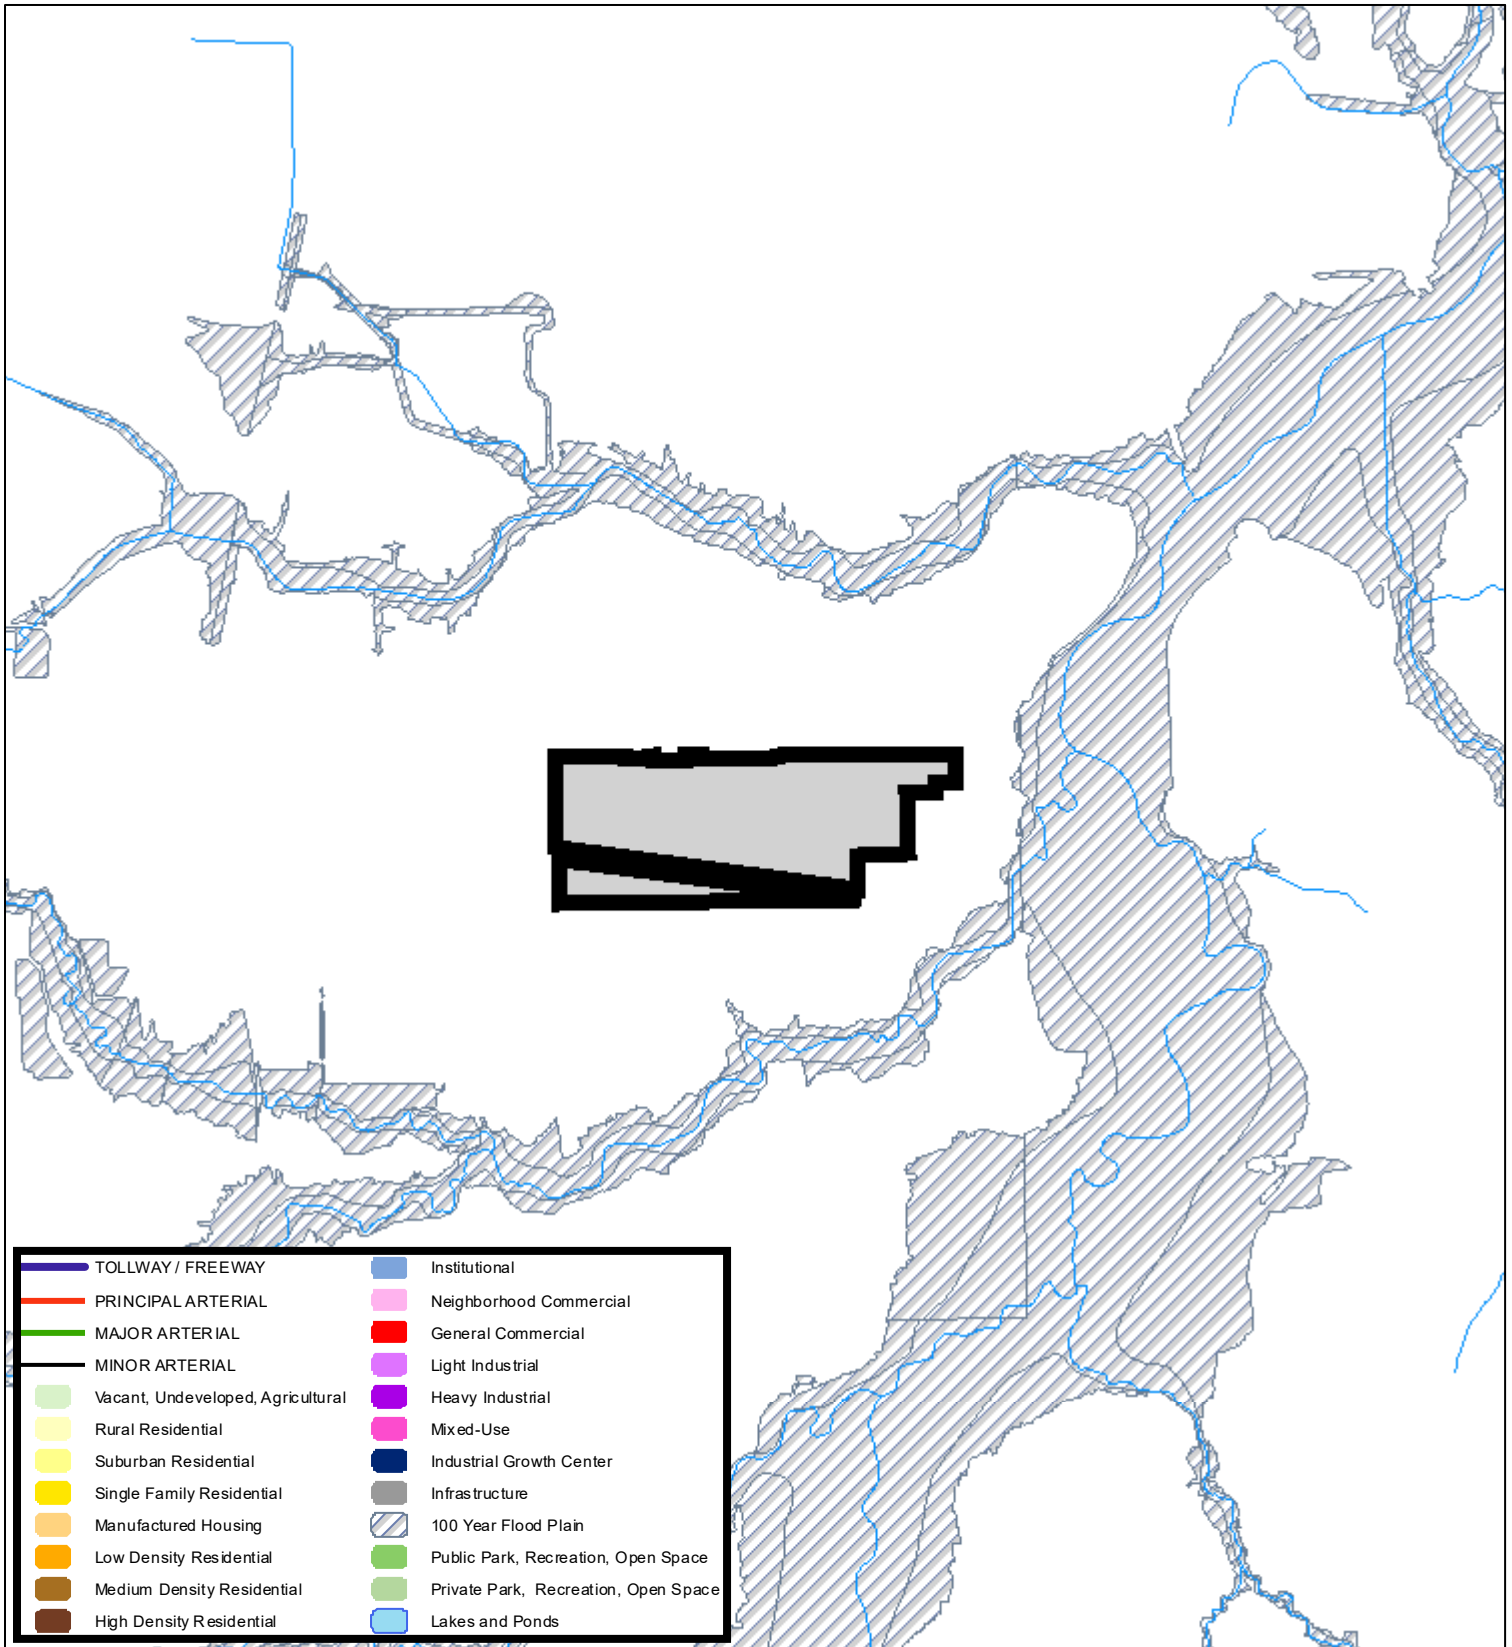 TOLLWAY / FREEWAY
PRINCIPAL ARTERIAL
MAJOR ARTERIAL
MINOR ARTERIAL
Vacant, Undeveloped, Agricultural
Rural Residential
Suburban Residential
Single Family Residential
Manufactured Housing
Low Density Residential
Medium Density Residential
High Density Residential
Institutional
Neighborhood Commercial
General Commercial
Light Industrial
Heavy Industrial
Mixed-Use
Industrial Growth Center
Infrastructure
100 Year Flood Plain
Public Park, Recreation, Open Space
Private Park, Recreation, Open Space
Lakes and Ponds